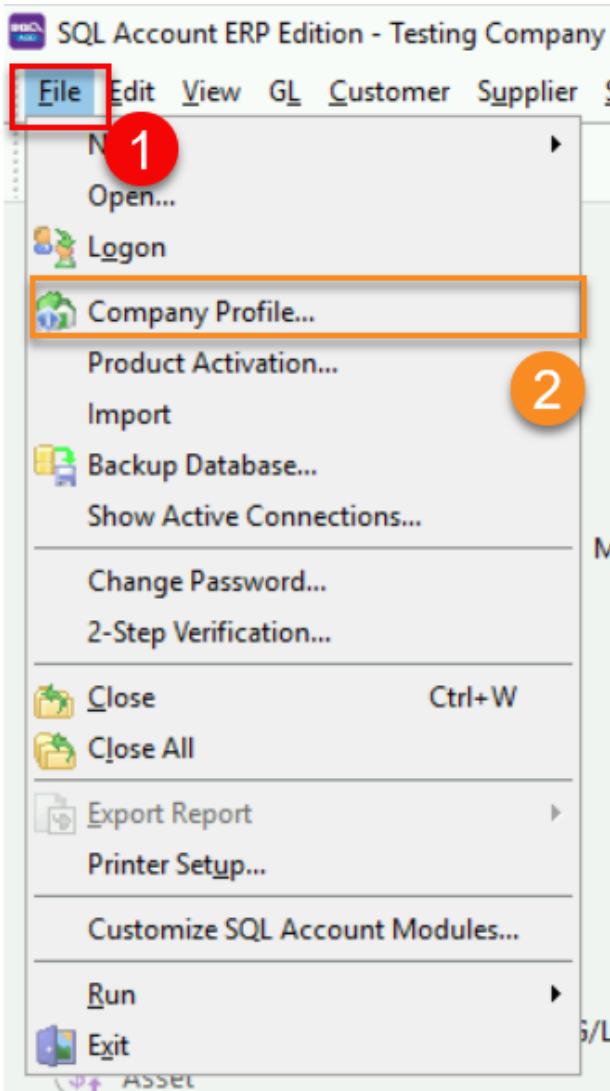 SQL Account ERP Edition - Testing Company
File Edit View GL Customer Supplier
1
Open...
Logon
Company Profile...
2
Product Activation...
Import
Backup Database...
Show Active Connections...
Change Password...
2-Step Verification...
Close Ctrl+W
Close All
Export Report
Printer Setup...
Customize SQL Account Modules...
Run
Exit
Asset